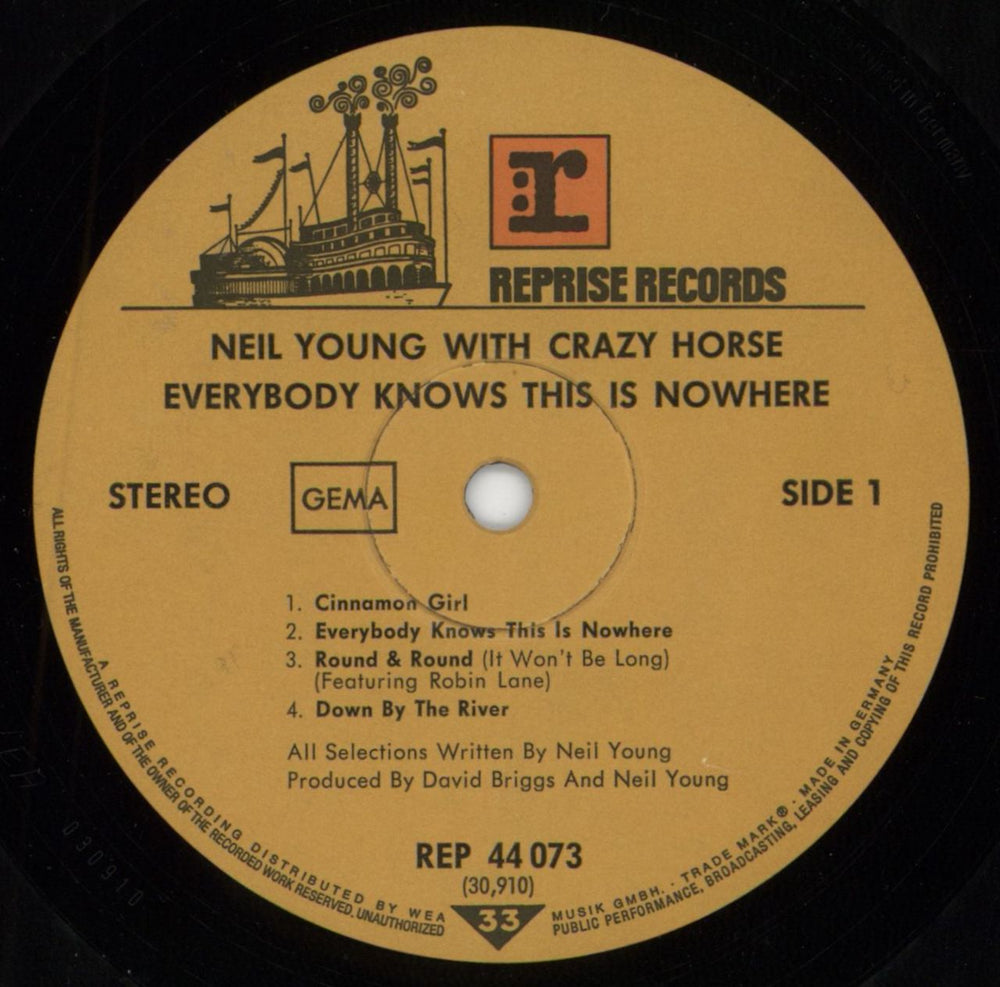 r:
REPRISE RECORDS
NEIL YOUNG WITH CRAZY HORSE
EVERYBODY KNOWS THIS IS NOWHERE
STEREO
GEMA
SIDE 1
1. Cinnamon Girl
2. Everybody Knows This Is Nowhere
3. Round & Round (It Won't Be Long)
(Featuring Robin Lane)
4. Down By The River
All Selections Written By Neil Young
Produced By David Briggs And Neil Young
REP 44 073
(30,910)
33
A REPRISE RECORDING DISTRIBUTED BY WEA MUSIK GMBH. · TRADE MARK® · MADE IN GERMANY
ALL RIGHTS OF THE MANUFACTURER AND OF THE OWNER OF THE RECORDED WORK RESERVED. UNAUTHORIZED PUBLIC PERFORMANCE, BROADCASTING, LEASING AND COPYING OF THIS RECORD PROHIBITED
030910
in Germany